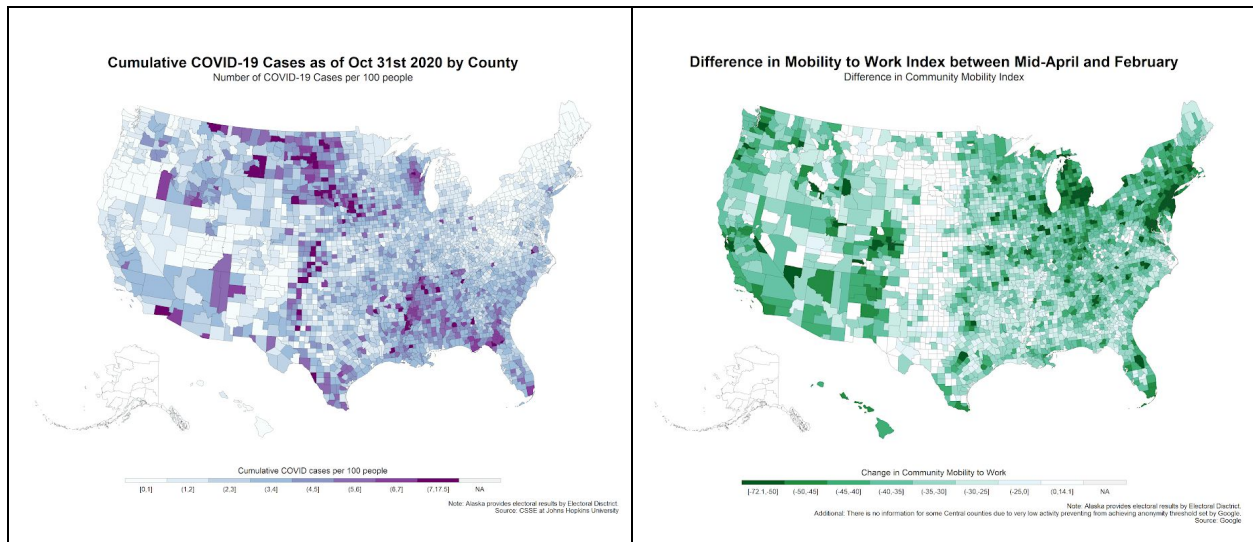 Cumulative COVID-19 Cases as of Oct 31st 2020 by County
Number of COVID-19 Cases per 100 people
Cumulative COVID cases per 100 people
[0,1] (1,2] (2,3] (3,4] (4,5] (5,6] (6,7] (7,17.5] NA
Note: Alaska provides electoral results by Electoral Disctrict.
Source: CSSE at Johns Hopkins University
Difference in Mobility to Work Index between Mid-April and February
Difference in Community Mobility Index
Change in Community Mobility to Work
[-72.1,-50] (-50,-45] (-45,-40] (-40,-35] (-35,-30] (-30,-25] (-25,0] (0,14.1] NA
Note: Alaska provides electoral results by Electoral Diactrict.
Additional: There is no information for some Central counties due to very low activity preventing from achieving anonymity threshold set by Google.
Source: Google